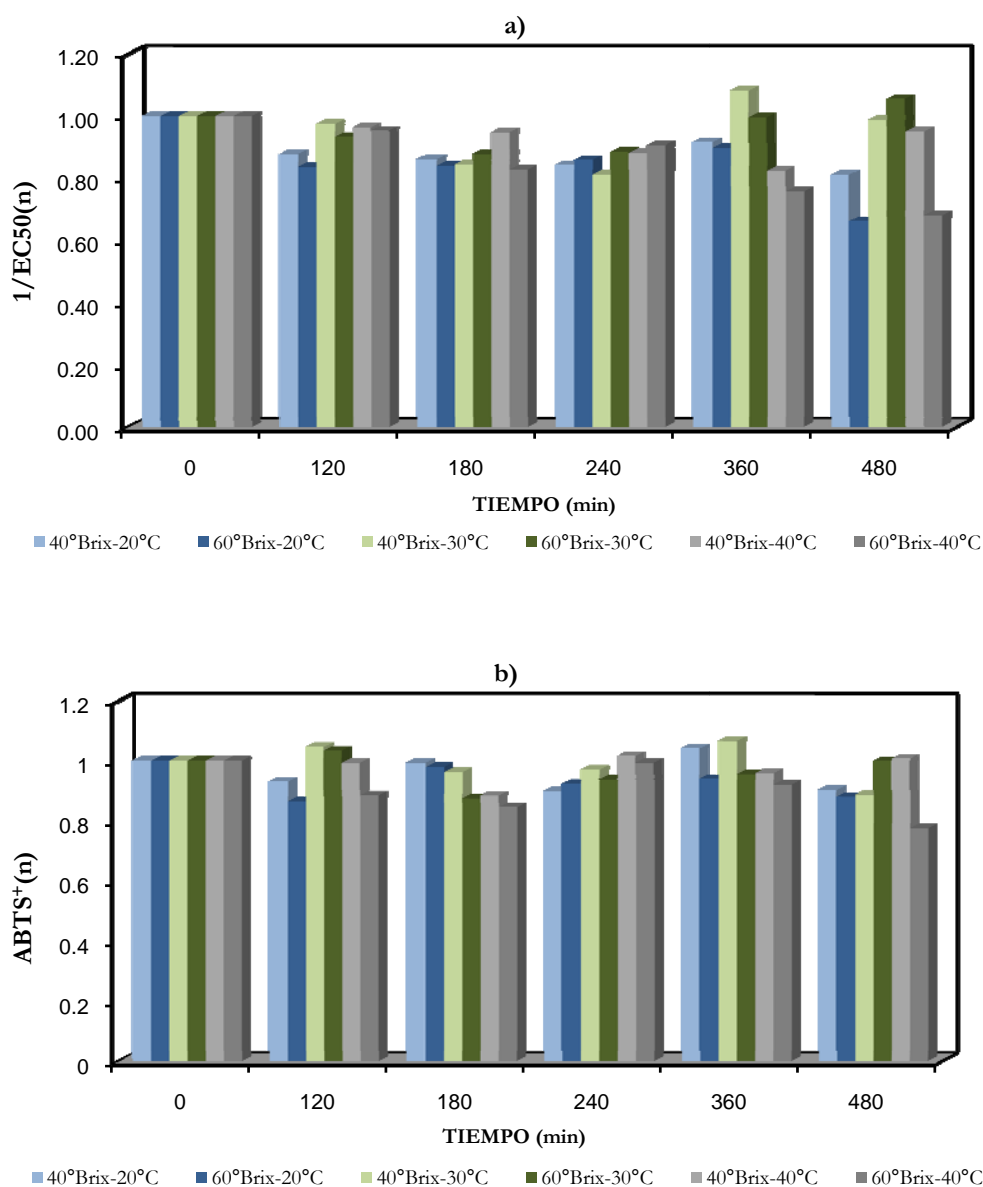 a)
1.20
1.00
0.80
0.60
0.40
0.20
0.00
1/EC50(n)
0 120 180 240 360 480
TIEMPO (min)
40°Brix-20°C 60°Brix-20°C 40°Brix-30°C 60°Brix-30°C 40°Brix-40°C 60°Brix-40°C
b)
1.2
1
0.8
0.6
0.4
0.2
0
ABTS⁺(n)
0 120 180 240 360 480
TIEMPO (min)
40°Brix-20°C 60°Brix-20°C 40°Brix-30°C 60°Brix-30°C 40°Brix-40°C 60°Brix-40°C